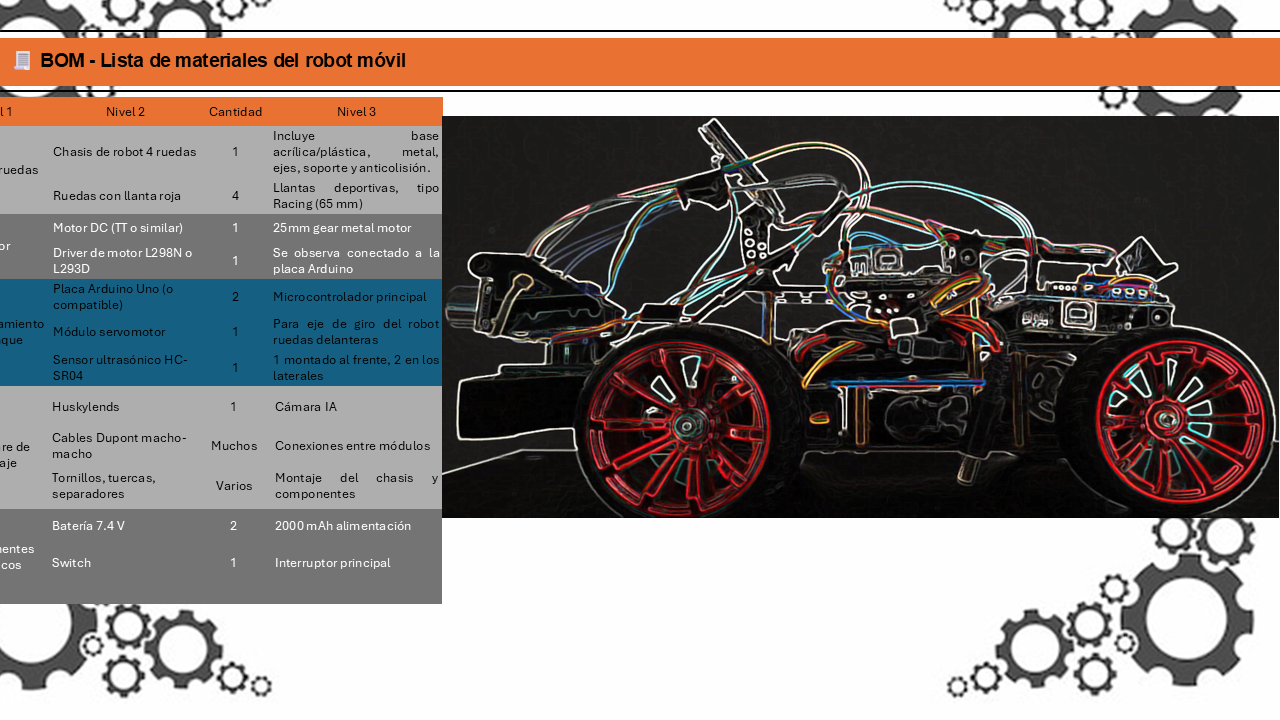 BOM - Lista de materiales del robot móvil
l 1 Nivel 2 Cantidad Nivel 3
ruedas
Chasis de robot 4 ruedas 1 Incluye base
acrílica/plástica, metal,
ejes, soporte y anticolisión.
Ruedas con llanta roja 4 Llantas deportivas, tipo
Racing (65 mm)
or
Motor DC (TT o similar) 1 25mm gear metal motor
Driver de motor L298N o
L293D
1
Se observa conectado a la
placa Arduino
amiento
que
Placa Arduino Uno (o
compatible)
2
Microcontrolador principal
Módulo servomotor 1 Para eje de giro del robot
ruedas delanteras
Sensor ultrasónico HC-
SR04
1
1 montado al frente, 2 en los
laterales
re de
aje
Huskylends 1 Cámara IA
Cables Dupont macho-
macho
Muchos
Conexiones entre módulos
Tornillos, tuercas,
separadores
Varios
Montaje del chasis y
componentes
nentes
cos
Batería 7.4 V 2 2000 mAh alimentación
Switch 1 Interruptor principal